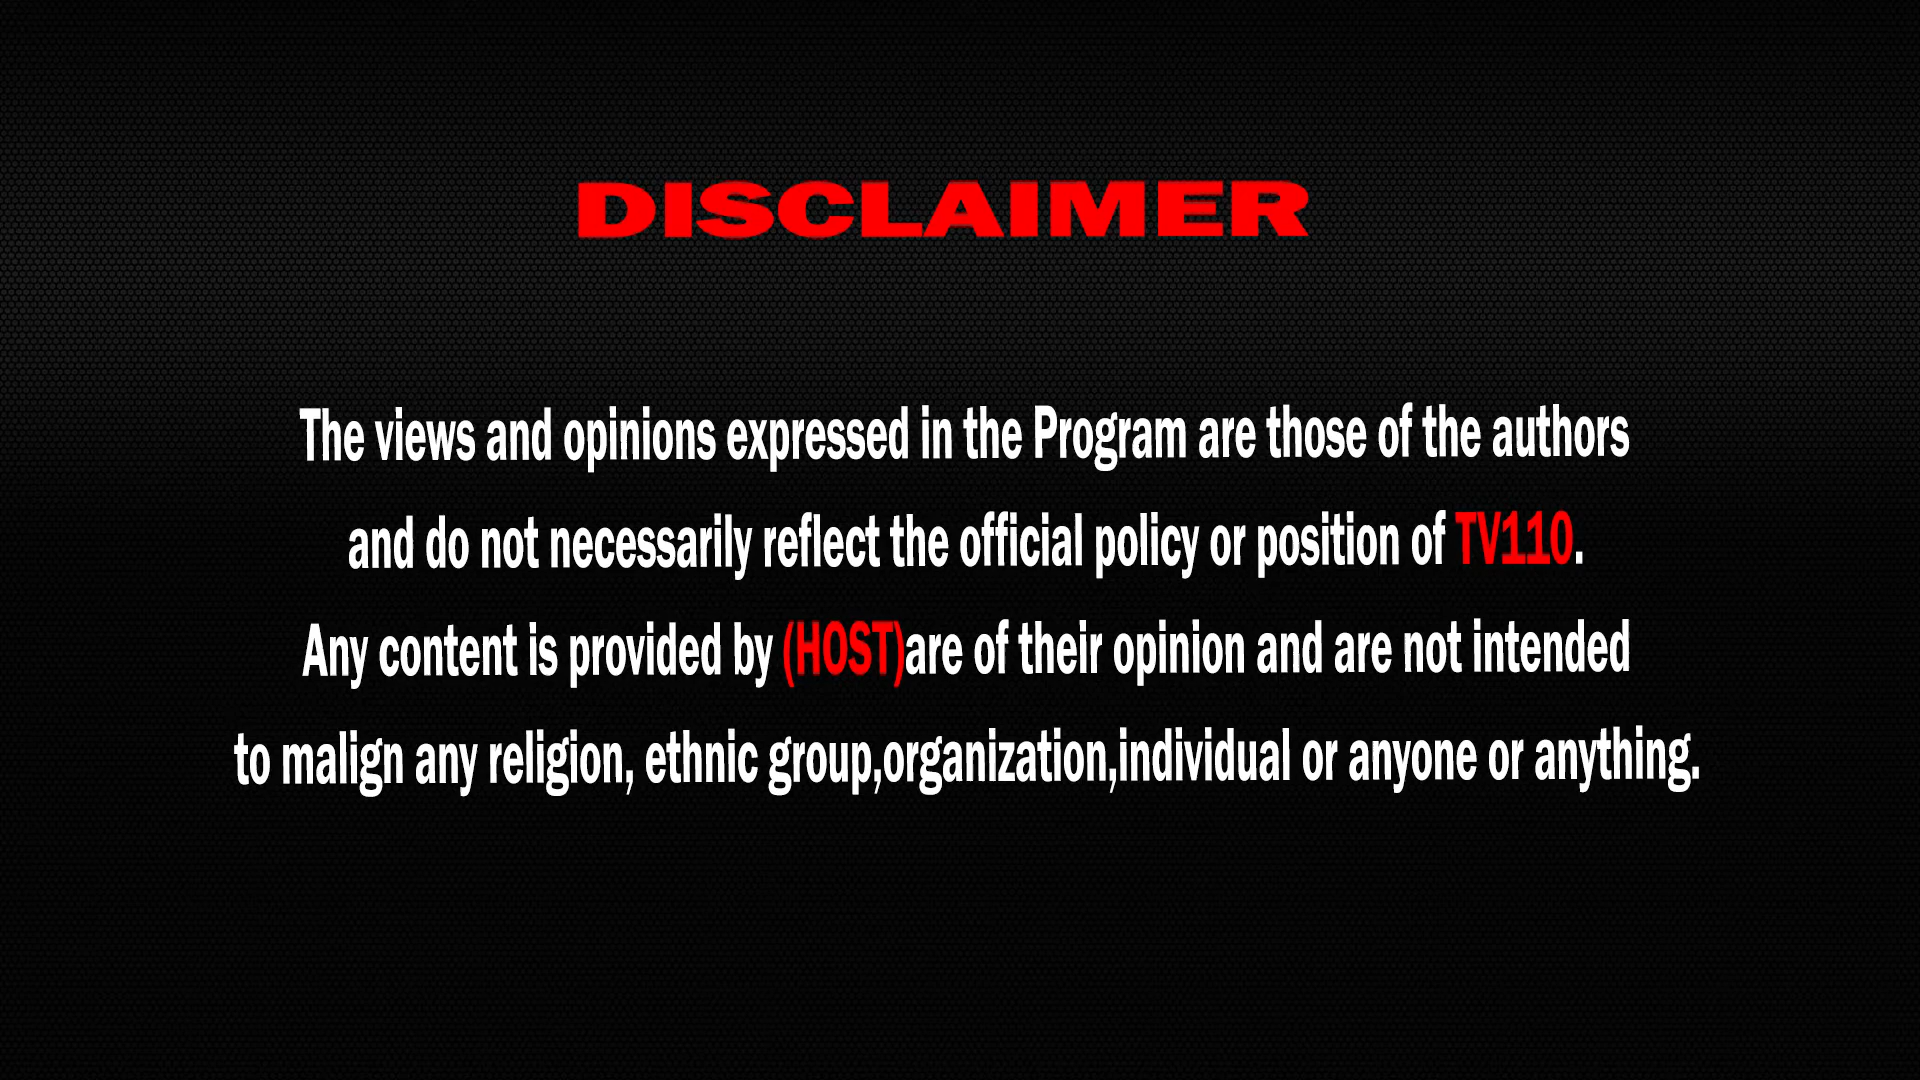 DISCLAIMER
The views and opinions expressed in the Program are those of the authors
and do not necessarily reflect the official policy or position of TV110.
Any content is provided by (HOST)are of their opinion and are not intended
to malign any religion, ethnic group,organization,individual or anyone or anything.